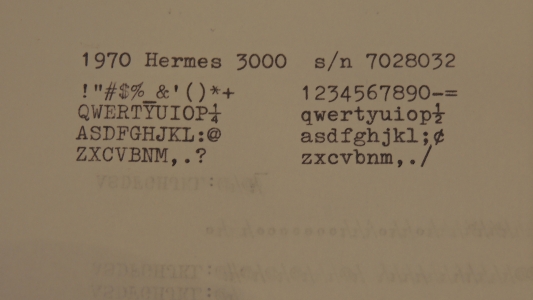 1970 Hermes 3000  s/n 7028032
!"#$%_&'()*+  1234567890-=
QWERTYUIOP¼  qwertyuiop½
ASDFGHJKL:@  asdfghjkl;¢
ZXCVBNM,.?  zxcvbnm,./